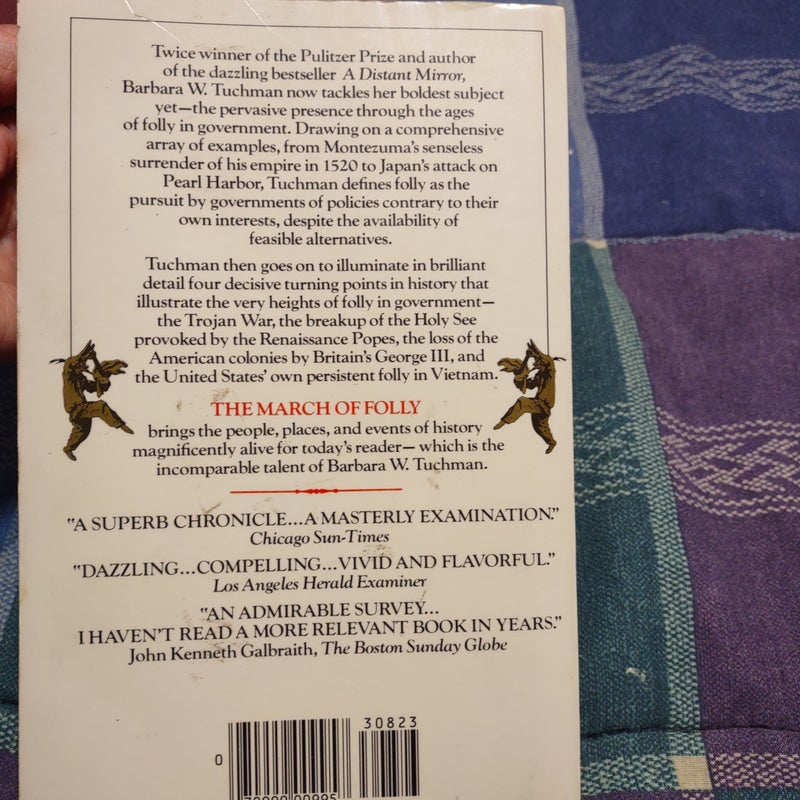 Twice winner of the Pulitzer Prize and author
of the dazzling bestseller A Distant Mirror,
Barbara W. Tuchman now tackles her boldest subject
yet—the pervasive presence through the ages
of folly in government. Drawing on a comprehensive
array of examples, from Montezuma's senseless
surrender of his empire in 1520 to Japan's attack on
Pearl Harbor, Tuchman defines folly as the
pursuit by governments of policies contrary to their
own interests, despite the availability of
feasible alternatives.
Tuchman then goes on to illuminate in brilliant
detail four decisive turning points in history that
illustrate the very heights of folly in government—
the Trojan War, the breakup of the Holy See
provoked by the Renaissance Popes, the loss of the
American colonies by Britain's George III, and
the United States' own persistent folly in Vietnam.
THE MARCH OF FOLLY
brings the people, places, and events of history
magnificently alive for today's reader—which is the
incomparable talent of Barbara W. Tuchman.
"A SUPERB CHRONICLE...A MASTERLY EXAMINATION."
Chicago Sun-Times
"DAZZLING...COMPELLING...VIVID AND FLAVORFUL."
Los Angeles Herald Examiner
"AN ADMIRABLE SURVEY...
I HAVEN'T READ A MORE RELEVANT BOOK IN YEARS."
John Kenneth Galbraith, The Boston Sunday Globe
30823
0